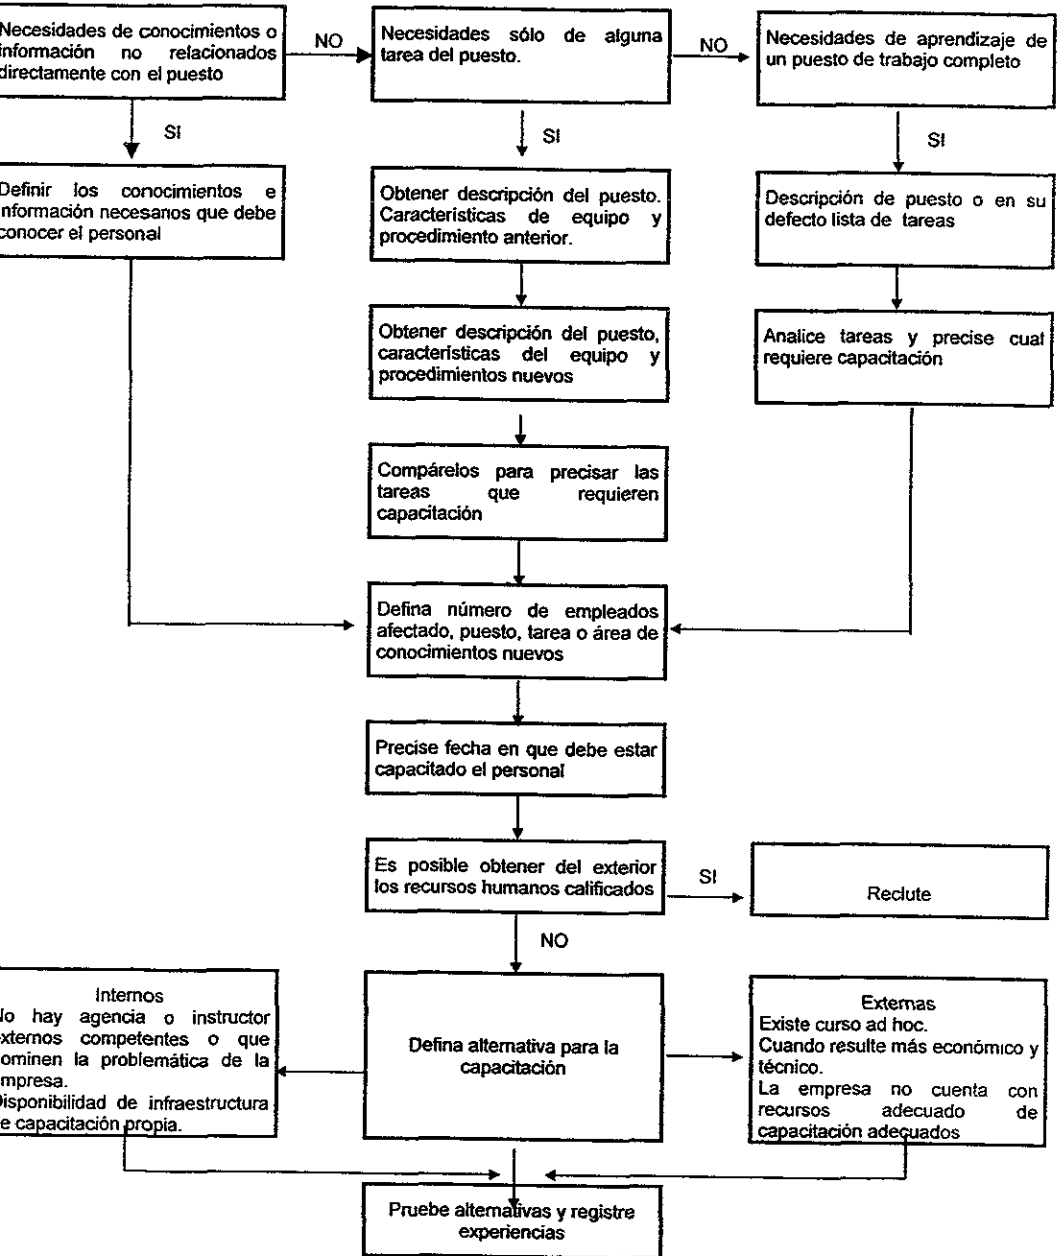 Necesidades de conocimientos o
información no relacionados
directamente con el puesto
NO
Necesidades sólo de alguna
tarea del puesto.
NO
Necesidades de aprendizaje de
un puesto de trabajo completo
SI
SI
SI
Definir los conocimientos e
información necesarios que debe
conocer el personal
Obtener descripción del puesto.
Características de equipo y
procedimiento anterior.
Descripción de puesto o en su
defecto lista de tareas
Obtener descripción del puesto,
características del equipo y
procedimientos nuevos
Analice tareas y precise cual
requiere capacitación
Compárelos para precisar las
tareas que requieren
capacitación
Defina número de empleados
afectado, puesto, tarea o área de
conocimientos nuevos
Precise fecha en que debe estar
capacitado el personal
Es posible obtener del exterior
los recursos humanos calificados
SI
Reclute
NO
Internos
No hay agencia o instructor
externos competentes o que
dominen la problemática de la
empresa.
Disponibilidad de infraestructura
de capacitación propia.
Defina alternativa para la
capacitación
Externas
Existe curso ad hoc.
Cuando resulte más económico y
técnico.
La empresa no cuenta con
recursos adecuado de
capacitación adecuados
Pruebe alternativas y registre
experiencias